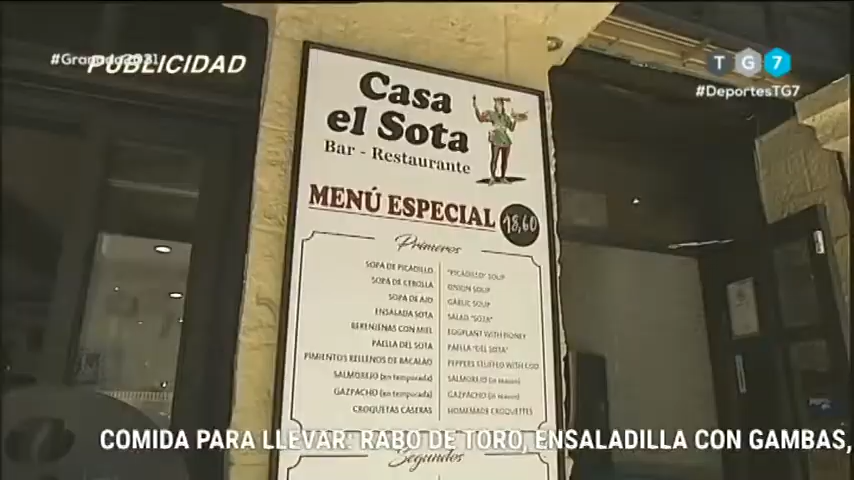 #Granada2031
PUBLICIDAD
TG7
#DeportesTG7
Casa
el Sota
Bar - Restaurante
MENÚ ESPECIAL 18,60
Primeros
SOPA DE PICADILLO "PICADILLO" SOUP
SOPA DE CEBOLLA ONION SOUP
SOPA DE AJO GARLIC SOUP
ENSALADA SOTA SALAD "SOTA"
BERENJENAS CON MIEL EGGPLANT WITH HONEY
PAELLA DEL SOTA PAELLA "DEL SOTA"
PIMIENTOS RELLENOS DE BACALAO PEPPERS STUFFED WITH COD
SALMOREJO (en temporada) SALMOREJO (in season)
GAZPACHO (en temporada) GAZPACHO (in season)
CROQUETAS CASERAS HOMEMADE CROQUETTES
COMIDA PARA LLEVAR: RABO DE TORO, ENSALADILLA CON GAMBAS,
Segundos